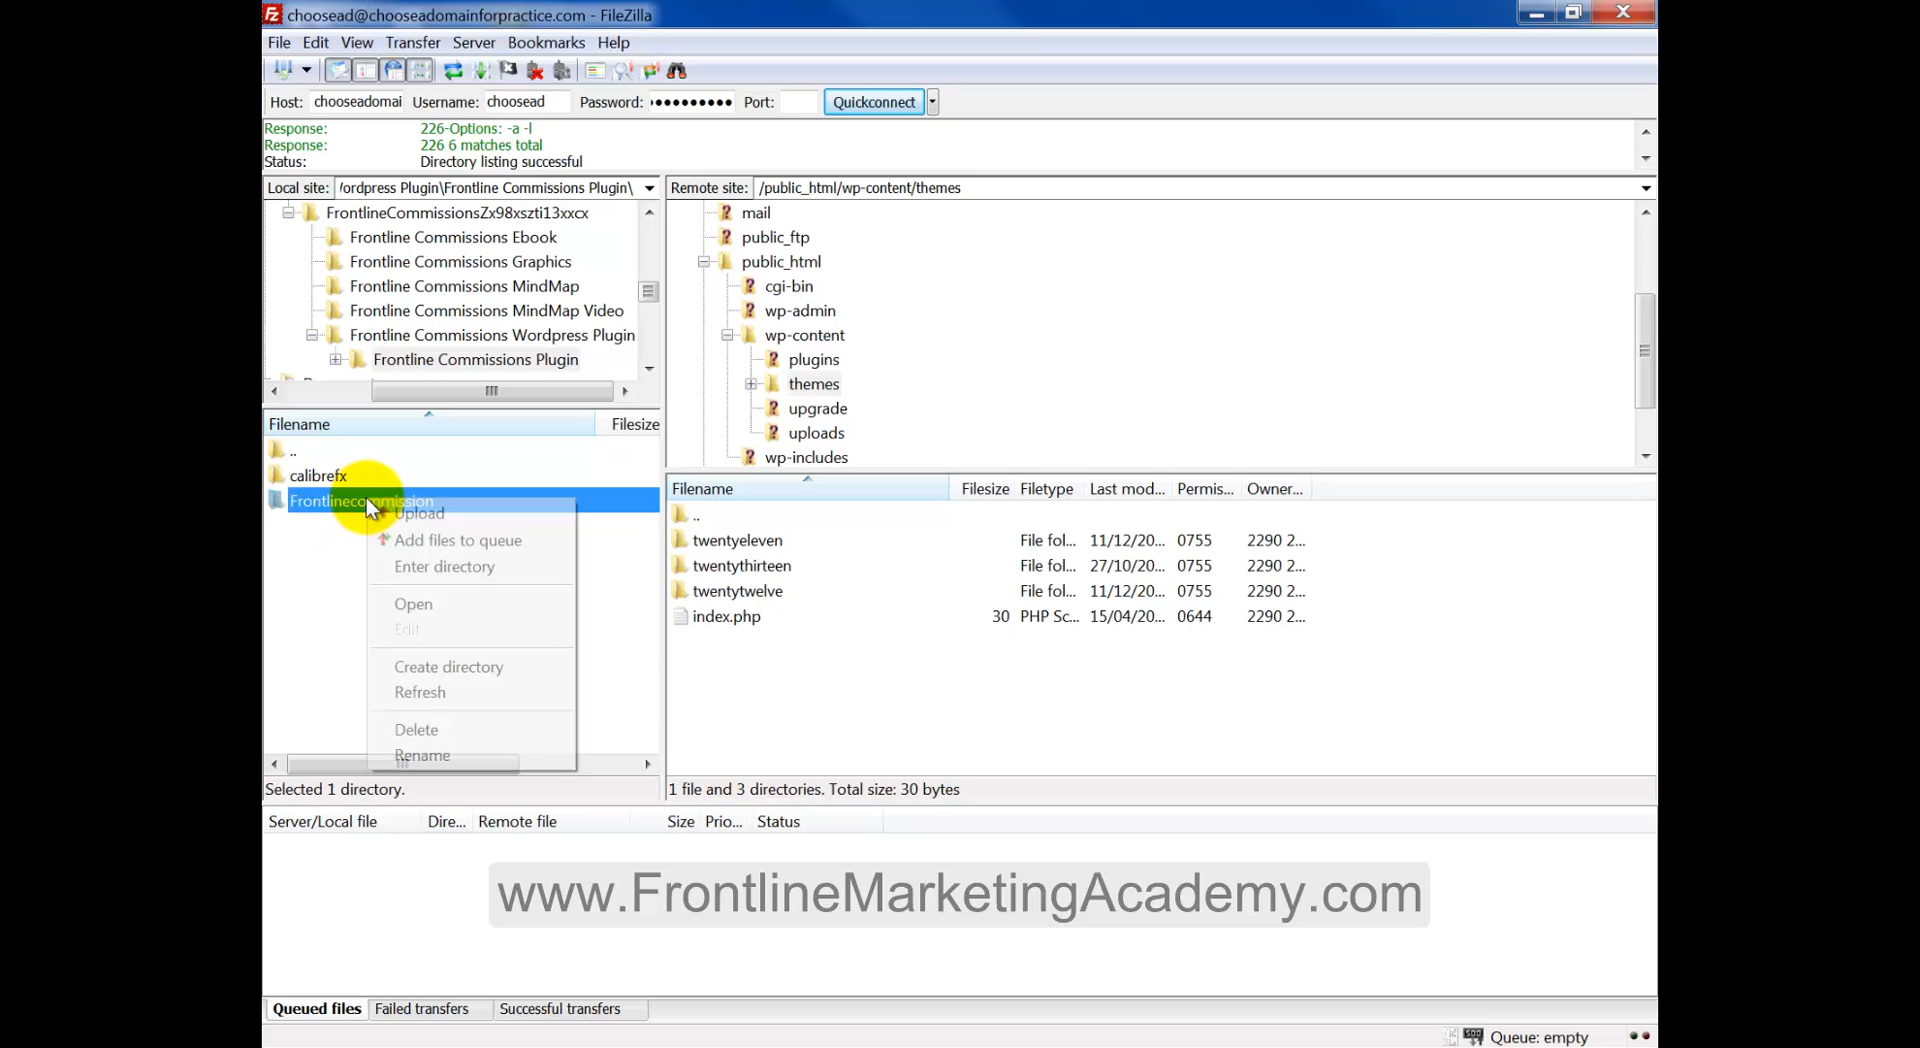 choosead@chooseadomainforpractice.com - FileZilla
File Edit View Transfer Server Bookmarks Help
Host: chooseadomai Username: choosead Password: ●●●●●●●●●● Port: Quickconnect
Response: 226-Options: -a -l
Response: 226 6 matches total
Status: Directory listing successful
Local site: /ordpress Plugin\Frontline Commissions Plugin\
FrontlineCommissionsZx98xszti13xxcx
Frontline Commissions Ebook
Frontline Commissions Graphics
Frontline Commissions MindMap
Frontline Commissions MindMap Video
Frontline Commissions Wordpress Plugin
Frontline Commissions Plugin
Filename Filesize
..
calibrefx
Frontlinecommission
Upload
Add files to queue
Enter directory
Open
Edit
Create directory
Refresh
Delete
Rename
Selected 1 directory.
Remote site: /public_html/wp-content/themes
mail
public_ftp
public_html
cgi-bin
wp-admin
wp-content
plugins
themes
upgrade
uploads
wp-includes
Filename Filesize Filetype Last mod... Permis... Owner...
..
twentyeleven File fol... 11/12/20... 0755 2290 2...
twentythirteen File fol... 27/10/20... 0755 2290 2...
twentytwelve File fol... 11/12/20... 0755 2290 2...
index.php 30 PHP Sc... 15/04/20... 0644 2290 2...
1 file and 3 directories. Total size: 30 bytes
Server/Local file Dire... Remote file Size Prio... Status
www.FrontlineMarketingAcademy.com
Queued files Failed transfers Successful transfers
Queue: empty